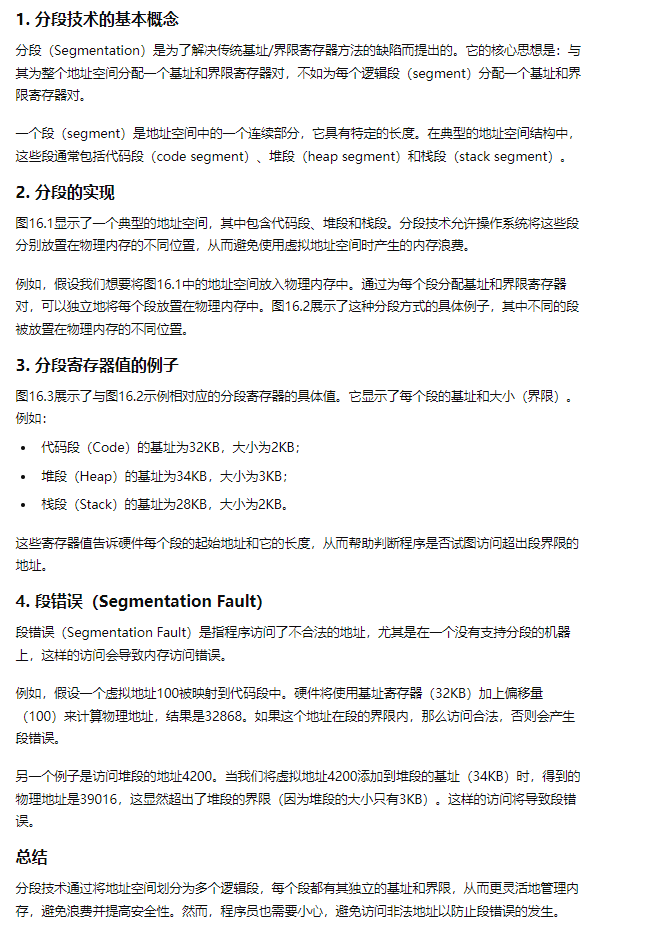 1. 分段技术的基本概念
分段（Segmentation）是为了解决传统基址/界限寄存器方法的缺陷而提出的。它的核心思想是：与
其为整个地址空间分配一个基址和界限寄存器对，不如为每个逻辑段（segment）分配一个基址和界
限寄存器对。
一个段（segment）是地址空间中的一个连续部分，它具有特定的长度。在典型的地址空间结构中，
这些段通常包括代码段（code segment）、堆段（heap segment）和栈段（stack segment）。
2. 分段的实现
图16.1显示了一个典型的地址空间，其中包含代码段、堆段和栈段。分段技术允许操作系统将这些段
分别放置在物理内存的不同位置，从而避免使用虚拟地址空间时产生的内存浪费。
例如，假设我们想要将图16.1中的地址空间放入物理内存中。通过为每个段分配基址和界限寄存器
对，可以独立地将每个段放置在物理内存中。图16.2展示了这种分段方式的具体例子，其中不同的段
被放置在物理内存的不同位置。
3. 分段寄存器值的例子
图16.3展示了与图16.2示例相对应的分段寄存器的具体值。它显示了每个段的基址和大小（界限）。
例如：
• 代码段（Code）的基址为32KB，大小为2KB；
• 堆段（Heap）的基址为34KB，大小为3KB；
• 栈段（Stack）的基址为28KB，大小为2KB。
这些寄存器值告诉硬件每个段的起始地址和它的长度，从而帮助判断程序是否试图访问超出段界限的
地址。
4. 段错误（Segmentation Fault）
段错误（Segmentation Fault）是指程序访问了不合法的地址，尤其是在一个没有支持分段的机器
上，这样的访问会导致内存访问错误。
例如，假设一个虚拟地址100被映射到代码段中。硬件将使用基址寄存器（32KB）加上偏移量
（100）来计算物理地址，结果是32868。如果这个地址在段的界限内，那么访问合法，否则会产生
段错误。
另一个例子是访问堆段的地址4200。当我们将虚拟地址4200添加到堆段的基址（34KB）时，得到的
物理地址是39016，这显然超出了堆段的界限（因为堆段的大小只有3KB）。这样的访问将导致段错
误。
总结
分段技术通过将地址空间划分为多个逻辑段，每个段都有其独立的基址和界限，从而更灵活地管理内
存，避免浪费并提高安全性。然而，程序员也需要小心，避免访问非法地址以防止段错误的发生。